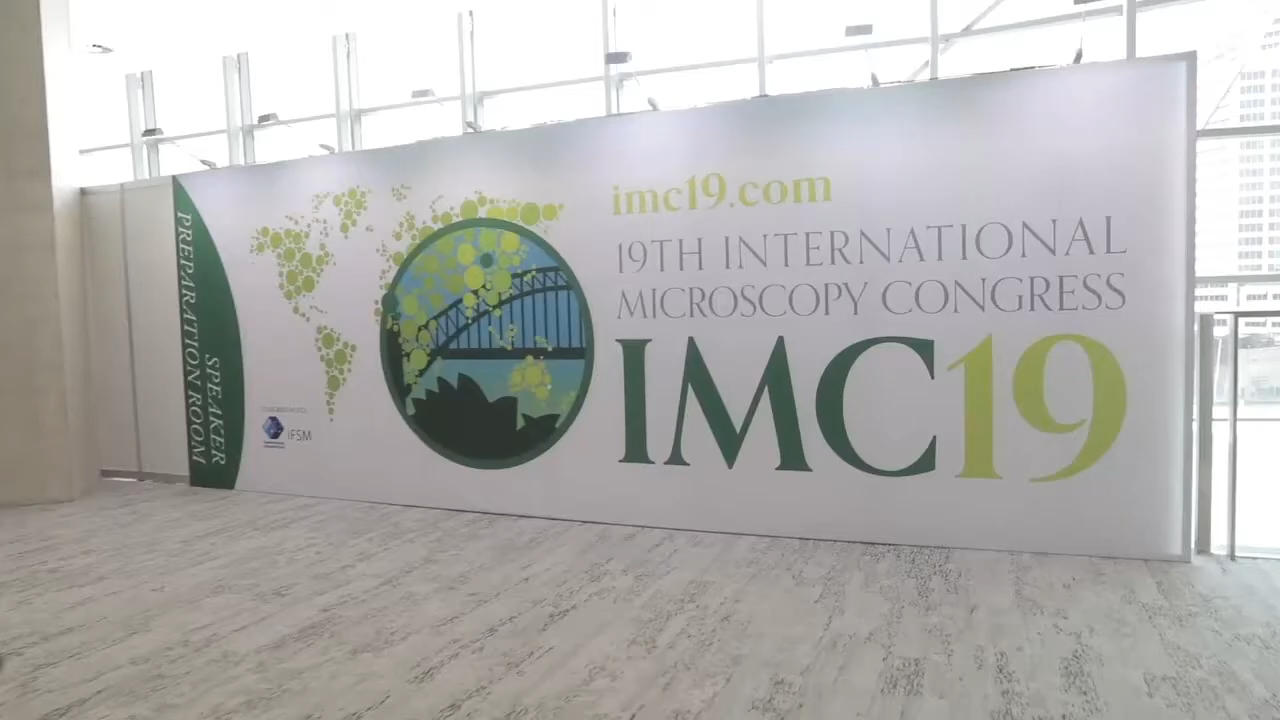 SPEAKER
PREPARATION ROOM
IFSM
imc19.com
19TH INTERNATIONAL
MICROSCOPY CONGRESS
IMC19